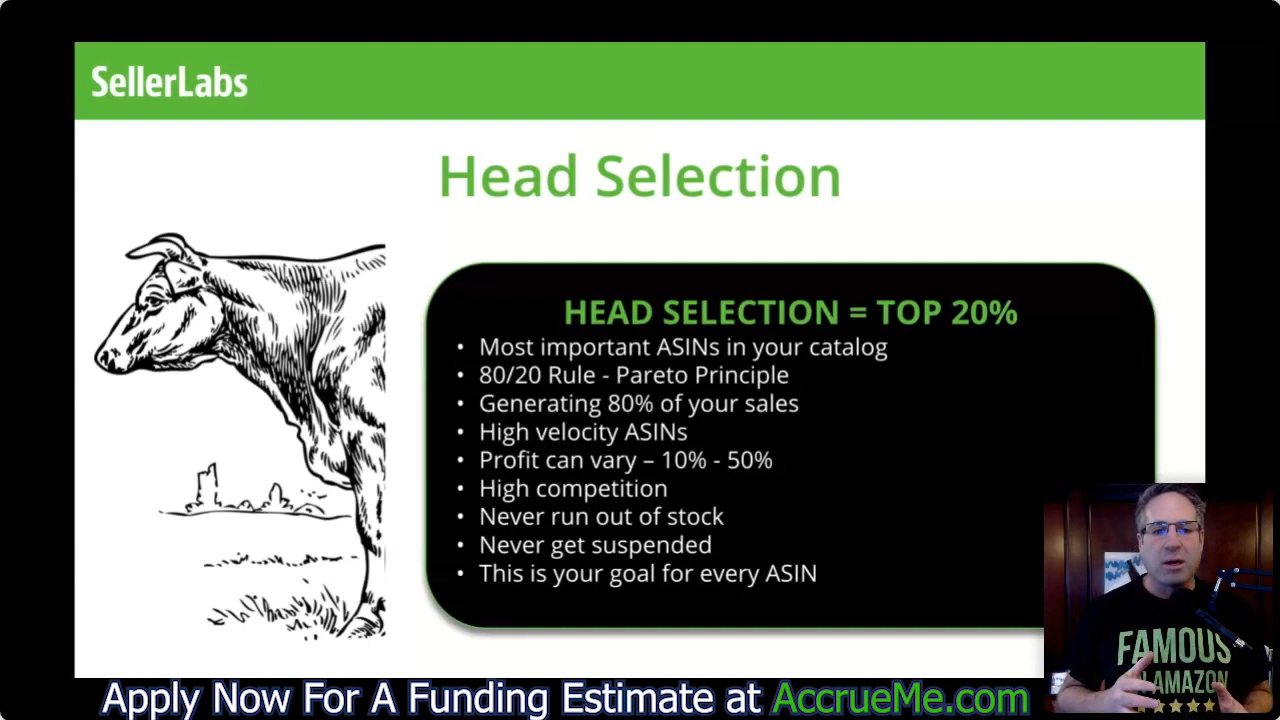 SellerLabs
Head Selection
HEAD SELECTION = TOP 20%
• Most important ASINs in your catalog
• 80/20 Rule - Pareto Principle
• Generating 80% of your sales
• High velocity ASINs
• Profit can vary – 10% - 50%
• High competition
• Never run out of stock
• Never get suspended
• This is your goal for every ASIN
FAMOUS
AMAZON
Apply Now For A Funding Estimate at AccrueMe.com